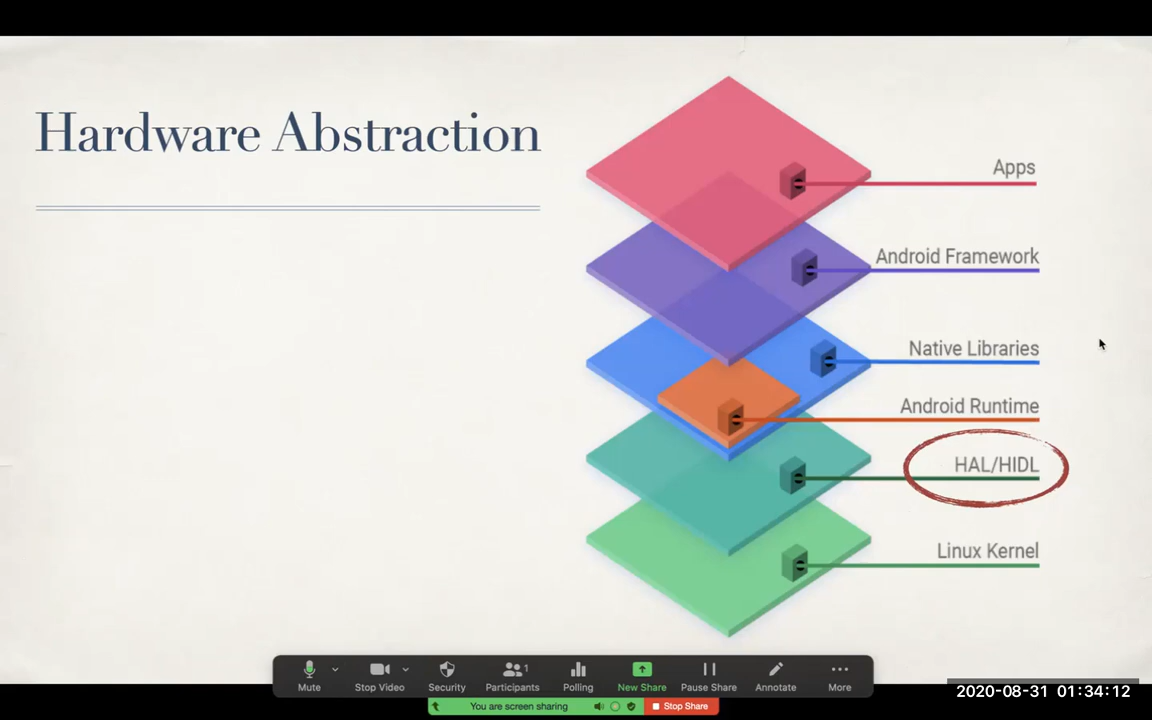 Hardware Abstraction
Apps
Android Framework
Native Libraries
Android Runtime
HAL/HIDL
Linux Kernel
Mute
Stop Video
Security
Participants 1
Polling
New Share
Pause Share
Annotate
More
You are screen sharing
Stop Share
2020-08-31 01:34:12